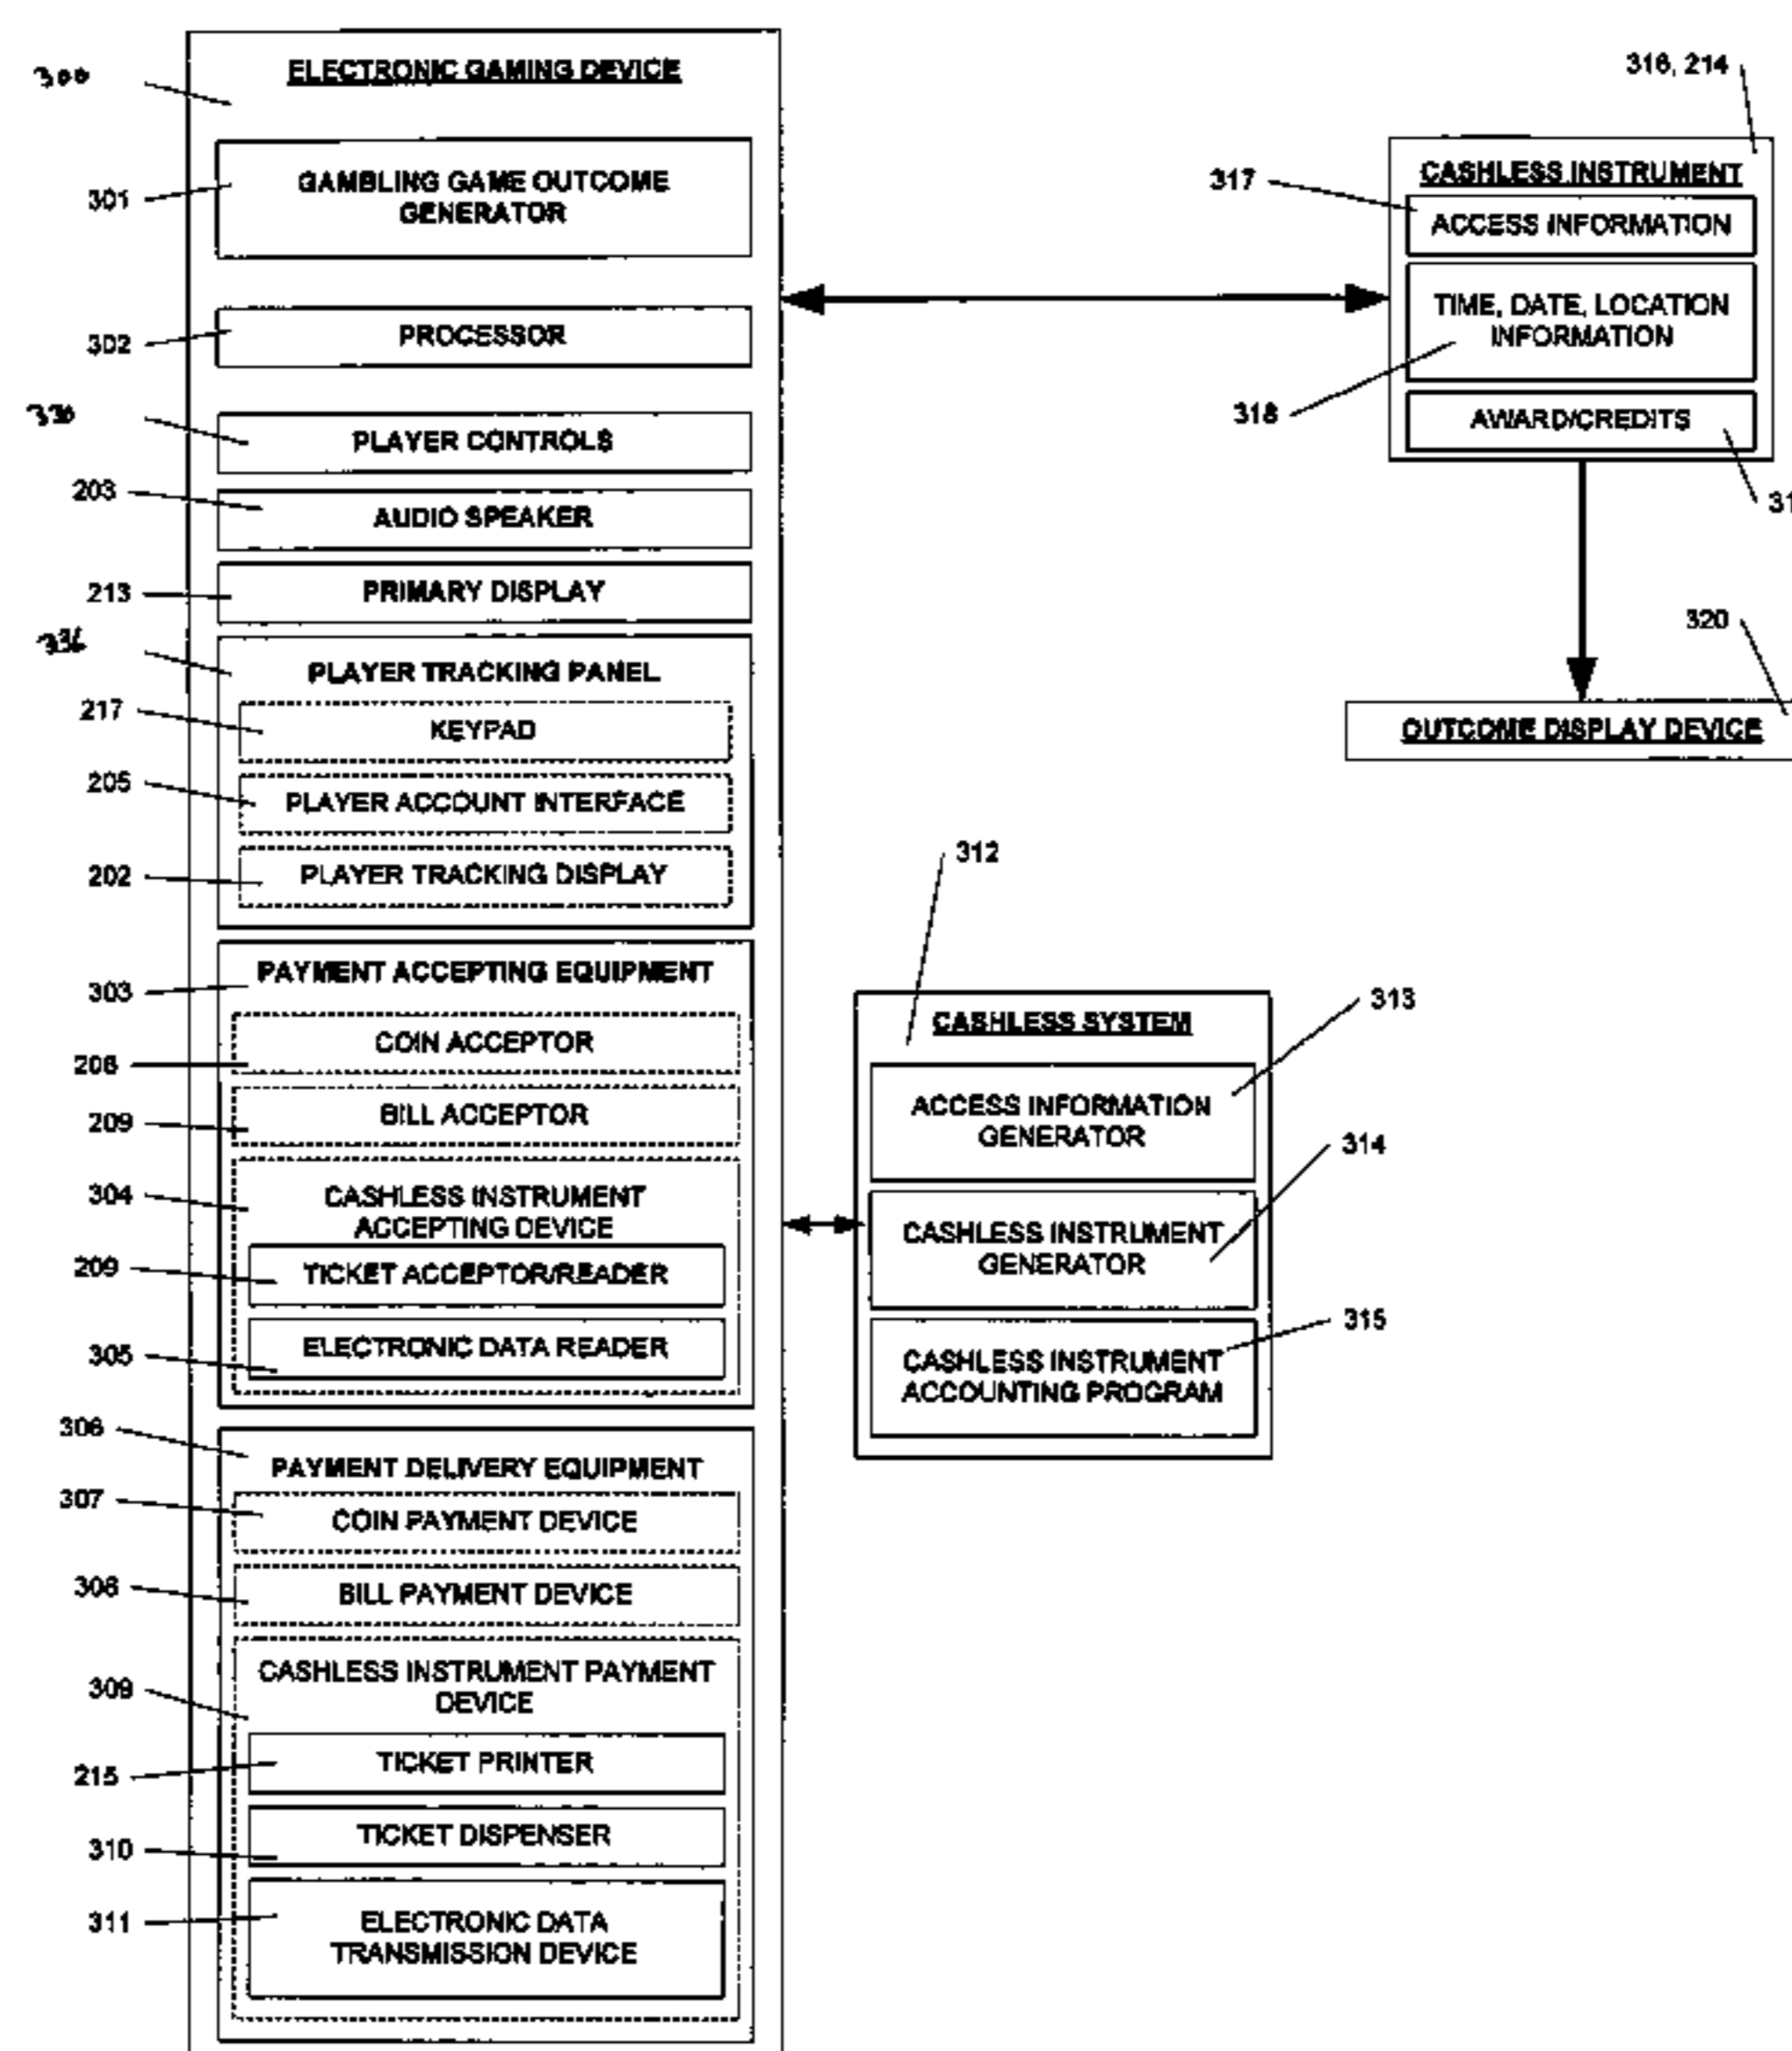 300
ELECTRONIC GAMING DEVICE
301
GAMBLING GAME OUTCOME
GENERATOR
302
PROCESSOR
330
PLAYER CONTROLS
203
AUDIO SPEAKER
213
PRIMARY DISPLAY
PLAYER TRACKING PANEL
217
KEYPAD
205
PLAYER ACCOUNT INTERFACE
202
PLAYER TRACKING DISPLAY
303
PAYMENT ACCEPTING EQUIPMENT
208
COIN ACCEPTOR
209
BILL ACCEPTOR
304
CASHLESS INSTRUMENT
ACCEPTING DEVICE
209
TICKET ACCEPTOR/READER
305
ELECTRONIC DATA READER
306
PAYMENT DELIVERY EQUIPMENT
307
COIN PAYMENT DEVICE
308
BILL PAYMENT DEVICE
309
CASHLESS INSTRUMENT PAYMENT
DEVICE
215
TICKET PRINTER
310
TICKET DISPENSER
311
ELECTRONIC DATA
TRANSMISSION DEVICE
316, 214
CASHLESS INSTRUMENT
317
ACCESS INFORMATION
318
TIME, DATE, LOCATION
INFORMATION
AWARD/CREDITS
31
320
OUTCOME DISPLAY DEVICE
312
CASHLESS SYSTEM
313
ACCESS INFORMATION
GENERATOR
314
CASHLESS INSTRUMENT
GENERATOR
315
CASHLESS INSTRUMENT
ACCOUNTING PROGRAM